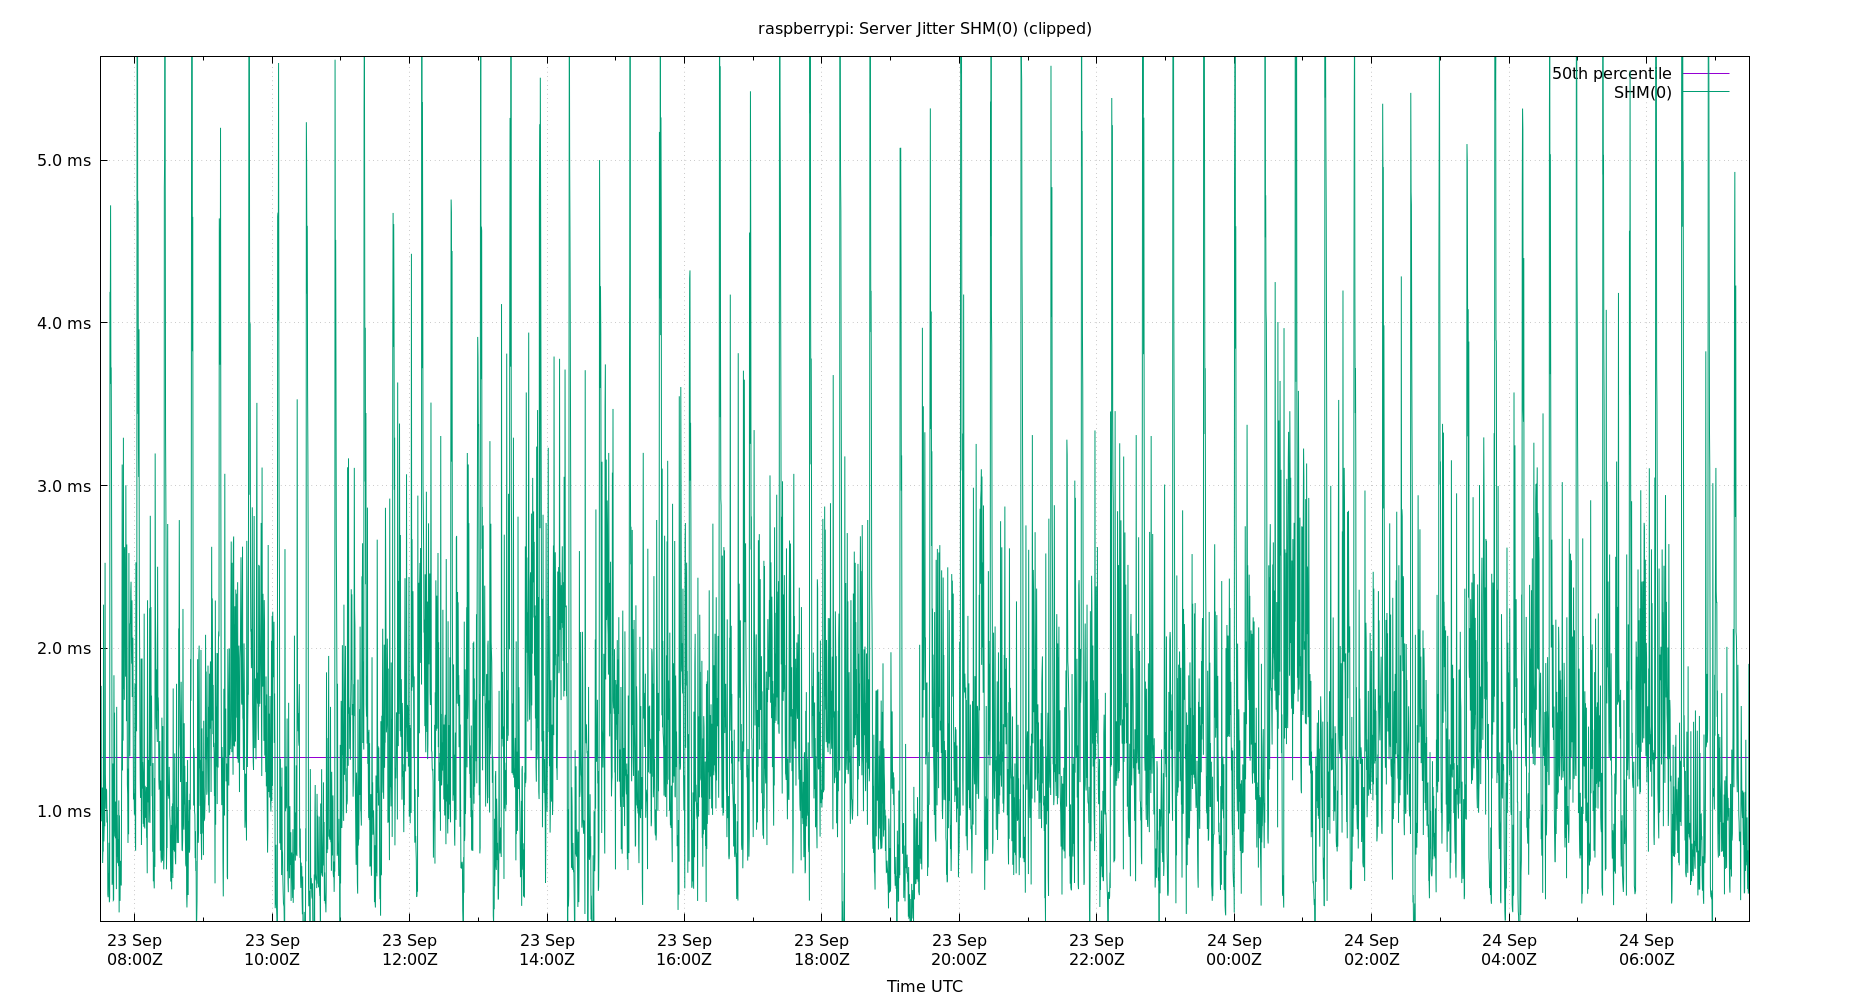 raspberrypi: Server Jitter SHM(0) (clipped)
50th percentile
SHM(0)
5.0 ms
4.0 ms
3.0 ms
2.0 ms
1.0 ms
23 Sep 23 Sep 23 Sep 23 Sep 23 Sep 23 Sep 23 Sep 23 Sep 24 Sep 24 Sep 24 Sep 24 Sep
08:00Z 10:00Z 12:00Z 14:00Z 16:00Z 18:00Z 20:00Z 22:00Z 00:00Z 02:00Z 04:00Z 06:00Z
Time UTC